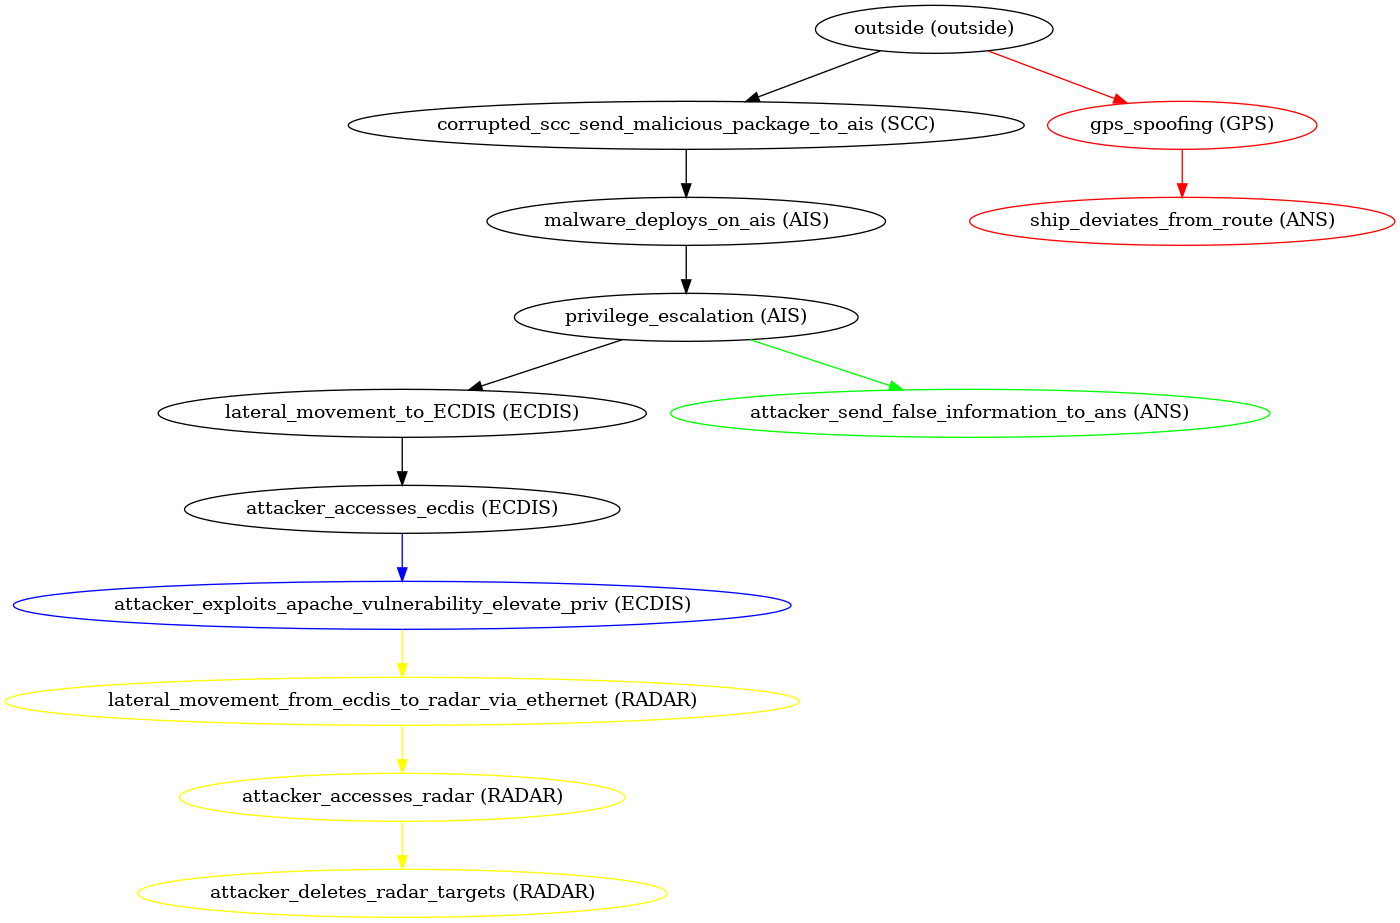 outside (outside)
corrupted_scc_send_malicious_package_to_ais (SCC)
gps_spoofing (GPS)
malware_deploys_on_ais (AIS)
ship_deviates_from_route (ANS)
privilege_escalation (AIS)
lateral_movement_to_ECDIS (ECDIS)
attacker_send_false_information_to_ans (ANS)
attacker_accesses_ecdis (ECDIS)
attacker_exploits_apache_vulnerability_elevate_priv (ECDIS)
lateral_movement_from_ecdis_to_radar_via_ethernet (RADAR)
attacker_accesses_radar (RADAR)
attacker_deletes_radar_targets (RADAR)